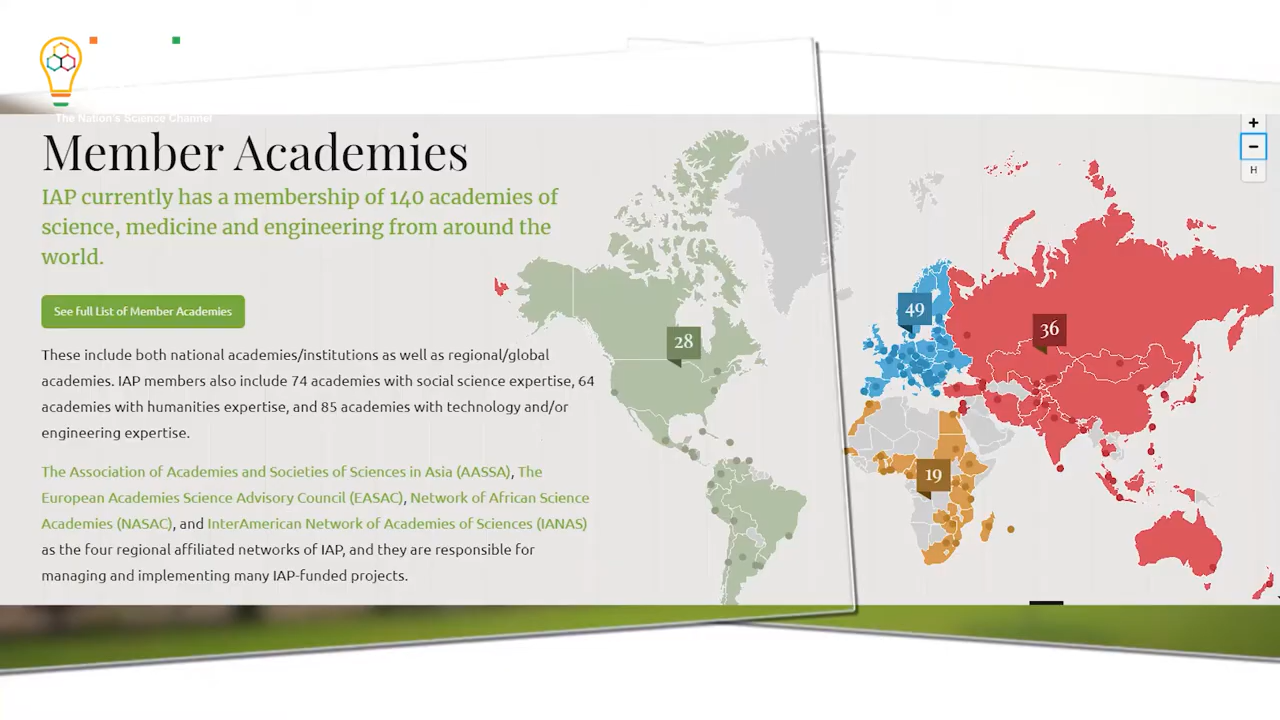 The Nation's Science Channel
Member Academies
IAP currently has a membership of 140 academies of
science, medicine and engineering from around the
world.
See full List of Member Academies
These include both national academies/institutions as well as regional/global
academies. IAP members also include 74 academies with social science expertise, 64
academies with humanities expertise, and 85 academies with technology and/or
engineering expertise.
The Association of Academies and Societies of Sciences in Asia (AASSA), The
European Academies Science Advisory Council (EASAC), Network of African Science
Academies (NASAC), and InterAmerican Network of Academies of Sciences (IANAS)
as the four regional affiliated networks of IAP, and they are responsible for
managing and implementing many IAP-funded projects.
28
49
36
19
+
−
H